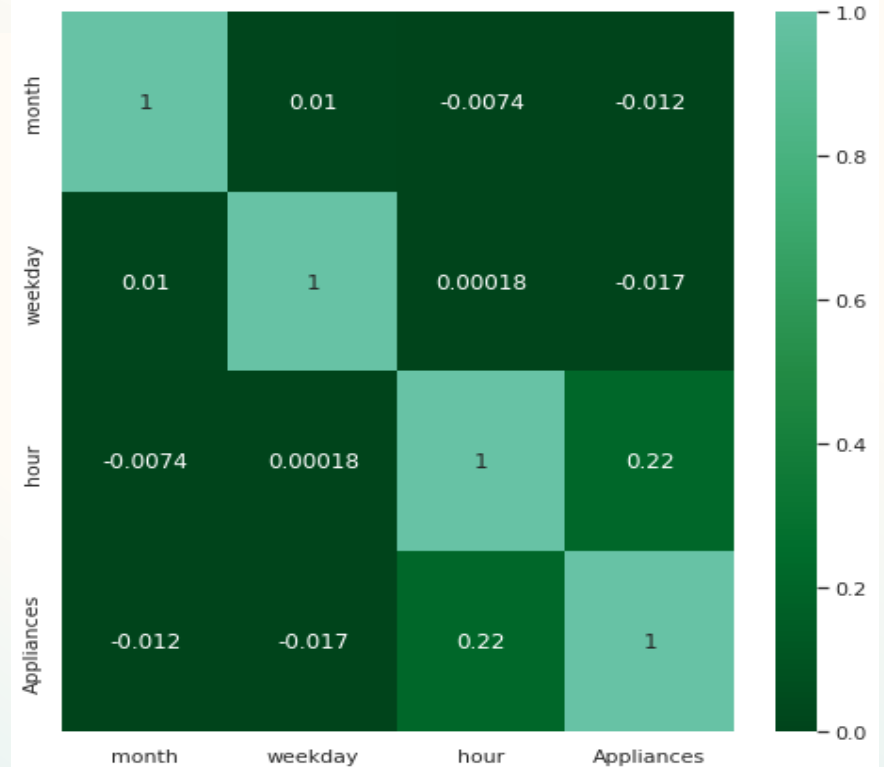 month 1 0.01 -0.0074 -0.012
weekday 0.01 1 0.00018 -0.017
hour -0.0074 0.00018 1 0.22
Appliances -0.012 -0.017 0.22 1
month weekday hour Appliances
1.0
0.8
0.6
0.4
0.2
0.0